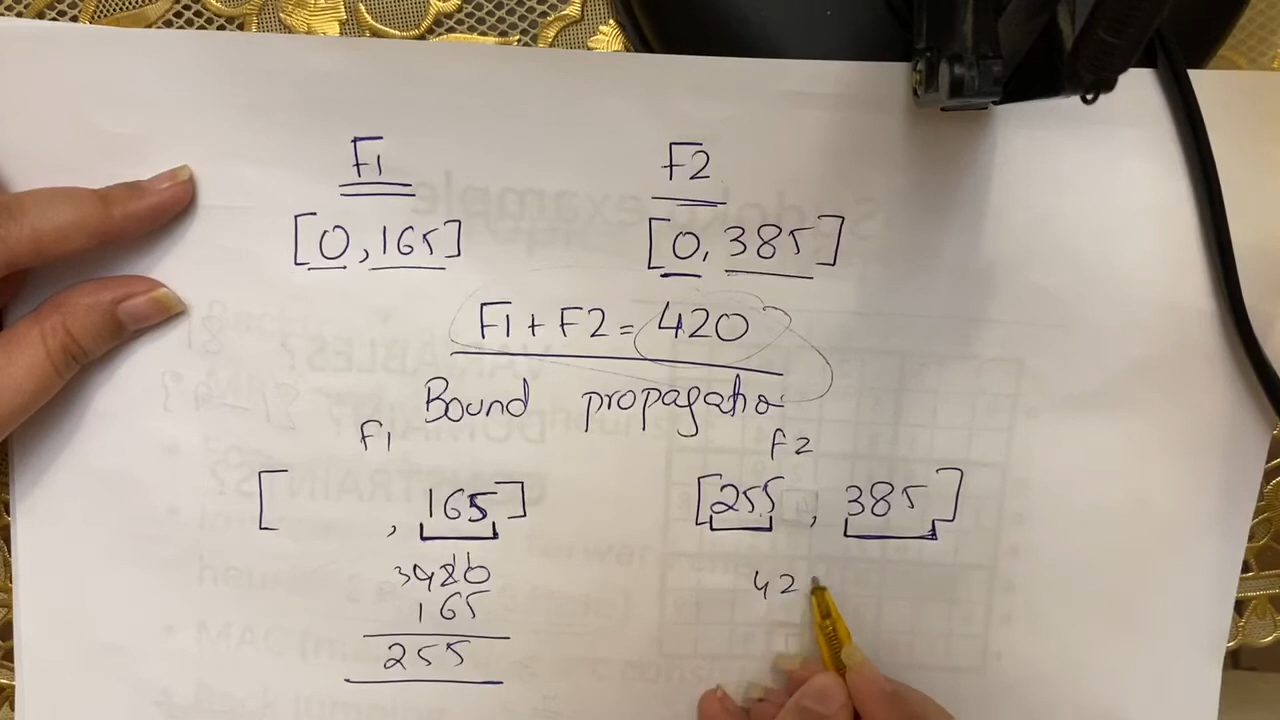 F1 F2
[0,165] [0,385]
F1+F2=420
Bound propagatio
F1 F2
[ ,165] [255, 385]
420 42
165
255